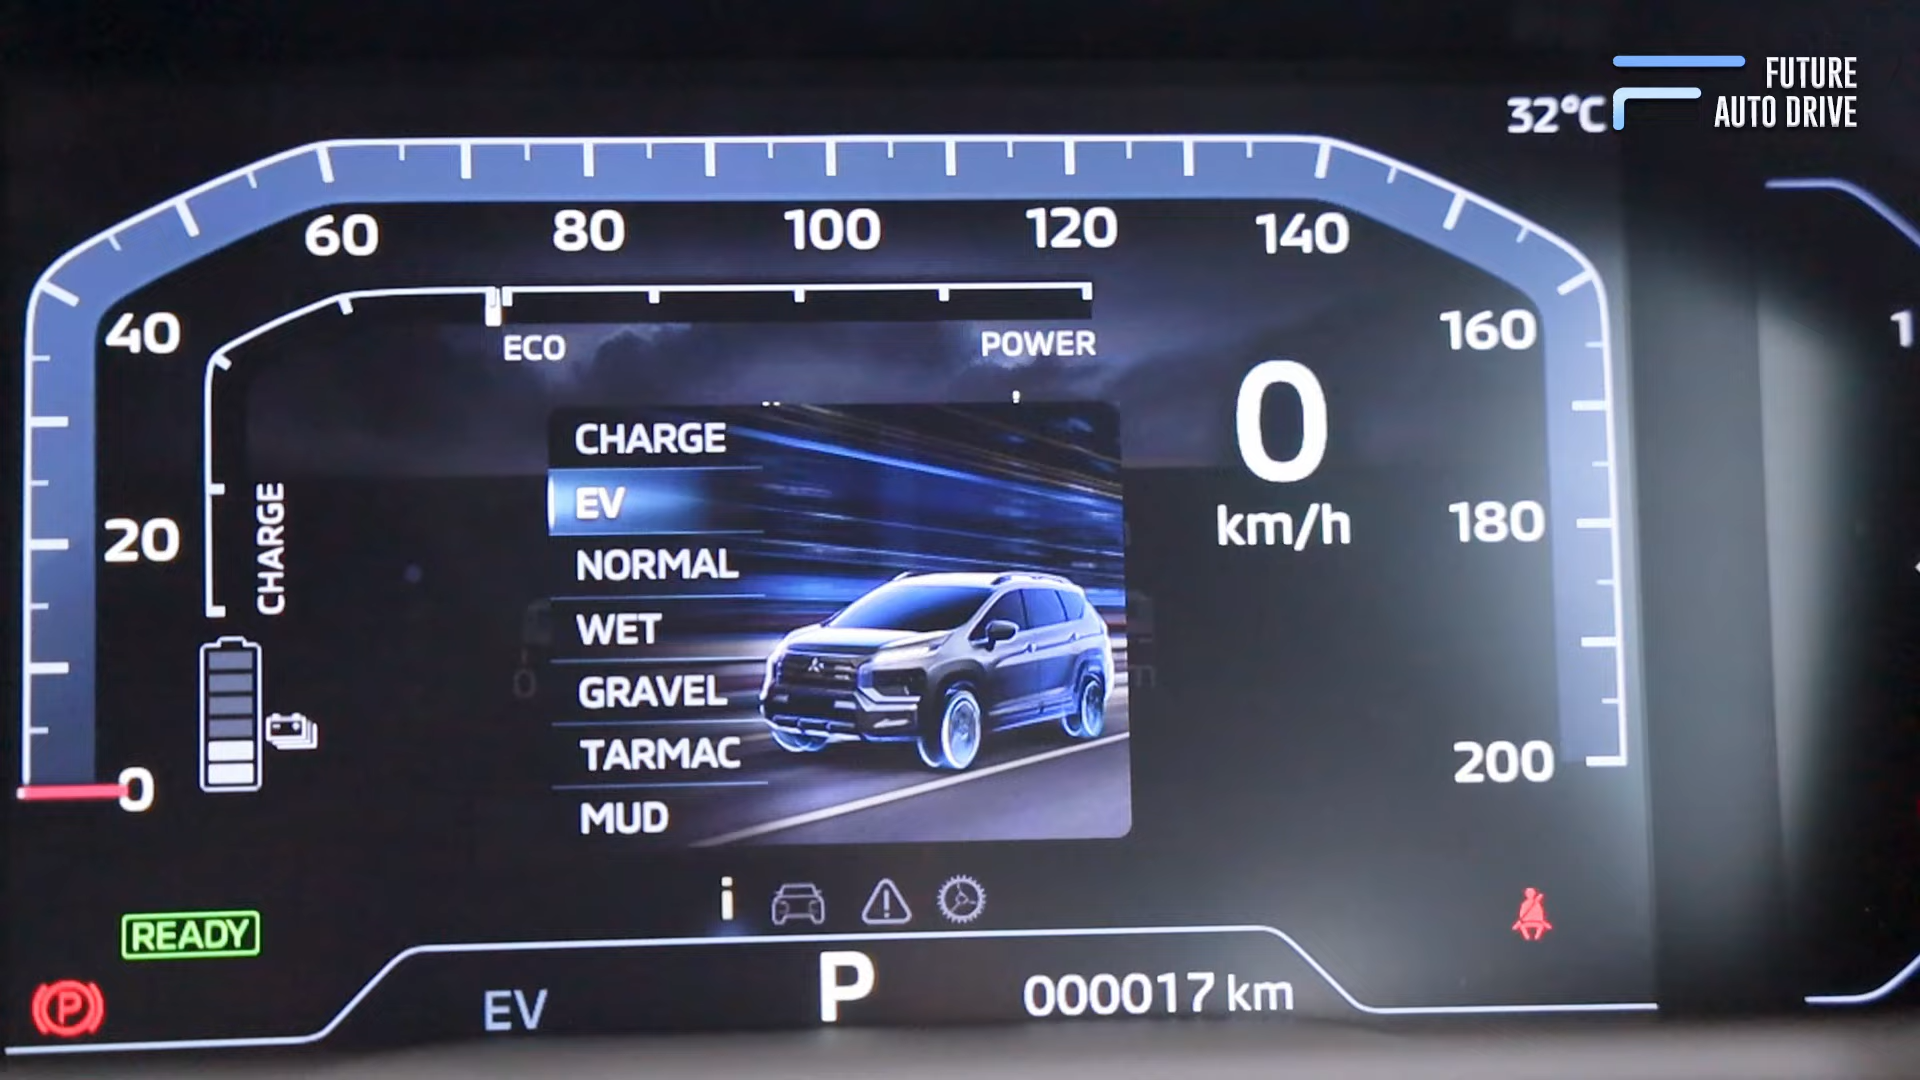 FUTURE
AUTO DRIVE
32°C
60 80 100 120 140
40 160
ECO POWER
0
km/h
CHARGE
20 180
0 200
CHARGE
EV
NORMAL
WET
GRAVEL
TARMAC
MUD
READY
P
EV P 000017 km